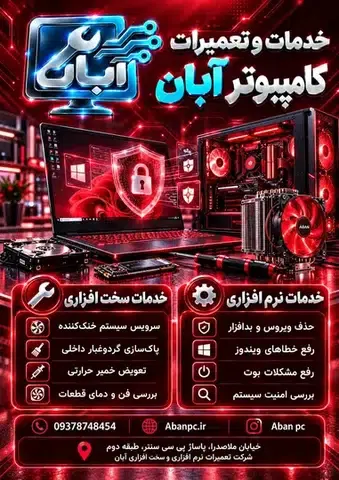 آبان
خدمات و تعمیرات
کامپیوتر آبان
خدمات نرم افزاری
حذف ویروس و بدافزار
رفع خطاهای ویندوز
رفع مشکلات بوت
بررسی امنیت سیستم
خدمات سخت افزاری
سرویس سیستم خنک‌کننده
پاک‌سازی گردوغبار داخلی
تعویض خمیر حرارتی
بررسی فن و دمای قطعات
ABAN
09378748454
Abanpc.ir
Aban pc
خیابان ملاصدرا، پاساژ پی سی سنتر، طبقه دوم
شرکت تعمیرات نرم افزاری و سخت افزاری آبان